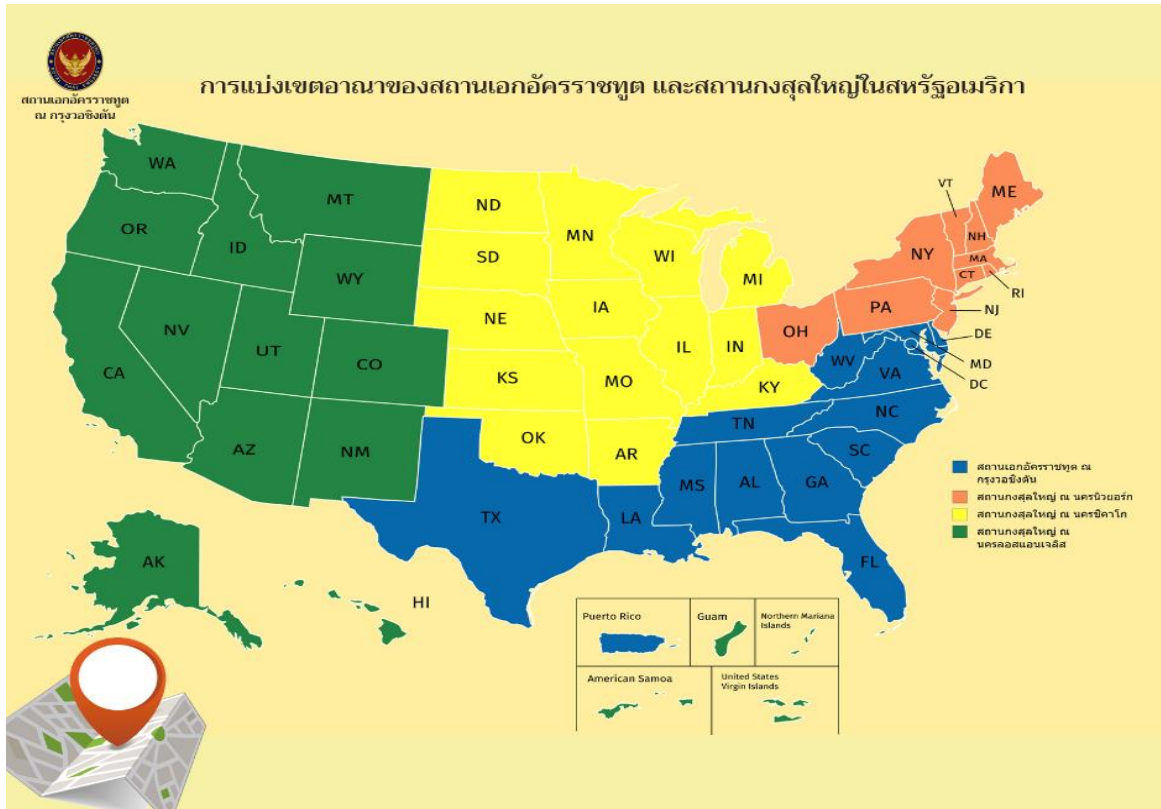 สถานเอกอัครราชทูต
ณ กรุงวอชิงตัน
การแบ่งเขตอาณาของสถานเอกอัครราชทูต และสถานกงสุลใหญ่ในสหรัฐอเมริกา
WA
MT
ND
MN
VT
ME
OR
ID
SD
WI
MI
NY
NH
MA
CT
RI
WY
NE
IA
PA
NJ
NV
UT
CO
IL
IN
OH
DE
MD
DC
CA
KS
MO
KY
WV
VA
AZ
NM
OK
AR
TN
NC
SC
TX
LA
MS
AL
GA
FL
AK
HI
สถานเอกอัครราชทูต ณ
กรุงวอชิงตัน
สถานกงสุลใหญ่ ณ นครนิวยอร์ก
สถานกงสุลใหญ่ ณ นครชิคาโก
สถานกงสุลใหญ่ ณ
นครลอสแอนเจลิส
Puerto Rico
Guam
Northern Mariana
Islands
American Samoa
United States
Virgin Islands